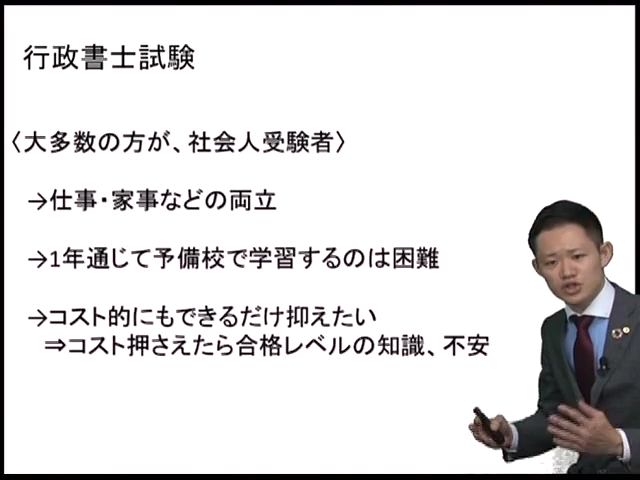 行政書士試験
〈大多数の方が、社会人受験者〉
→仕事・家事などの両立
→1年通じて予備校で学習するのは困難
→コスト的にもできるだけ抑えたい
⇒コスト押さえたら合格レベルの知識、不安